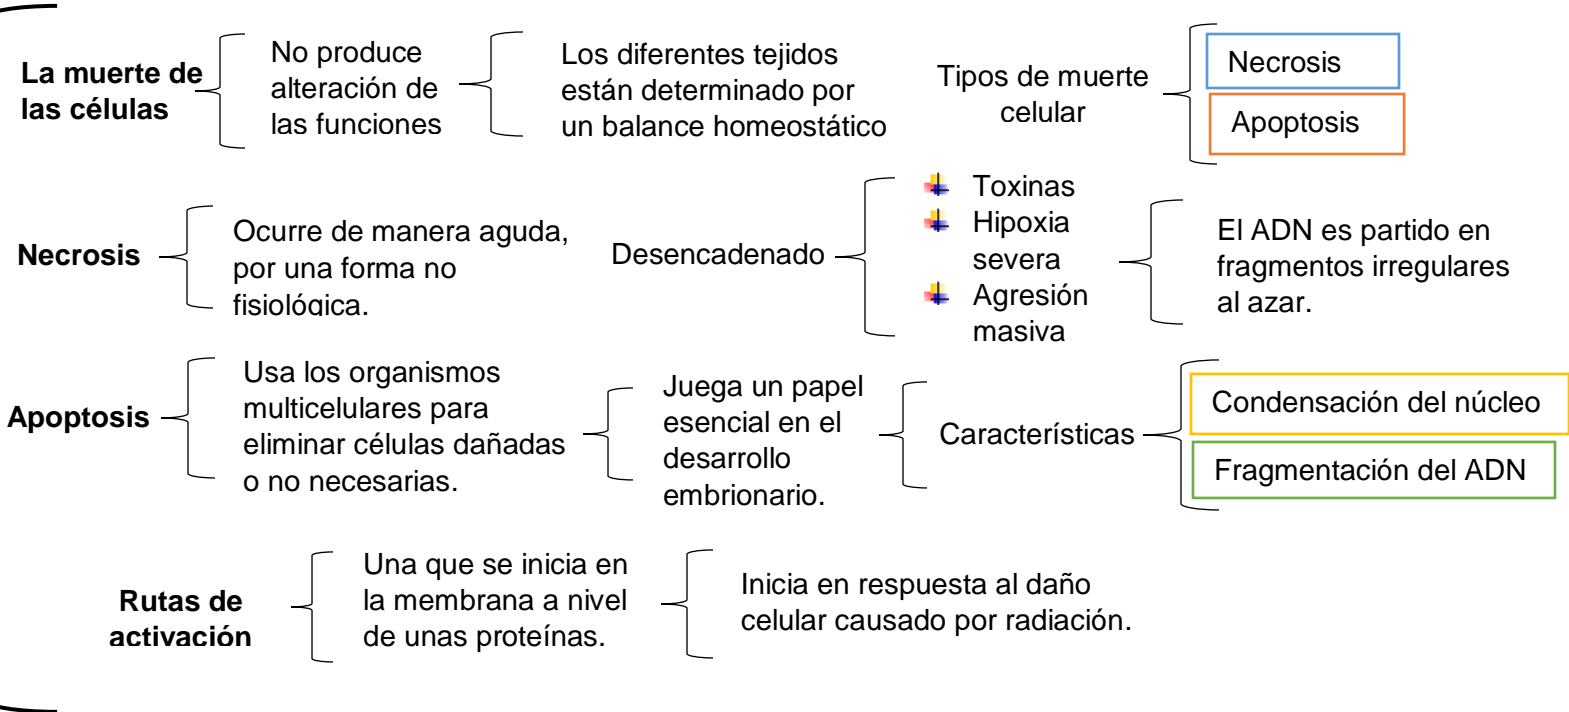 La muerte de
las células
No produce
alteración de
las funciones
Los diferentes tejidos
están determinado por
un balance homeostático
Tipos de muerte
celular
Necrosis
Apoptosis
Necrosis
Ocurre de manera aguda,
por una forma no
fisiológica.
Desencadenado
Toxinas
Hipoxia
severa
Agresión
masiva
El ADN es partido en
fragmentos irregulares
al azar.
Apoptosis
Usa los organismos
multicelulares para
eliminar células dañadas
o no necesarias.
Juega un papel
esencial en el
desarrollo
embrionario.
Características
Condensación del núcleo
Fragmentación del ADN
Rutas de
activación
Una que se inicia en
la membrana a nivel
de unas proteínas.
Inicia en respuesta al daño
celular causado por radiación.